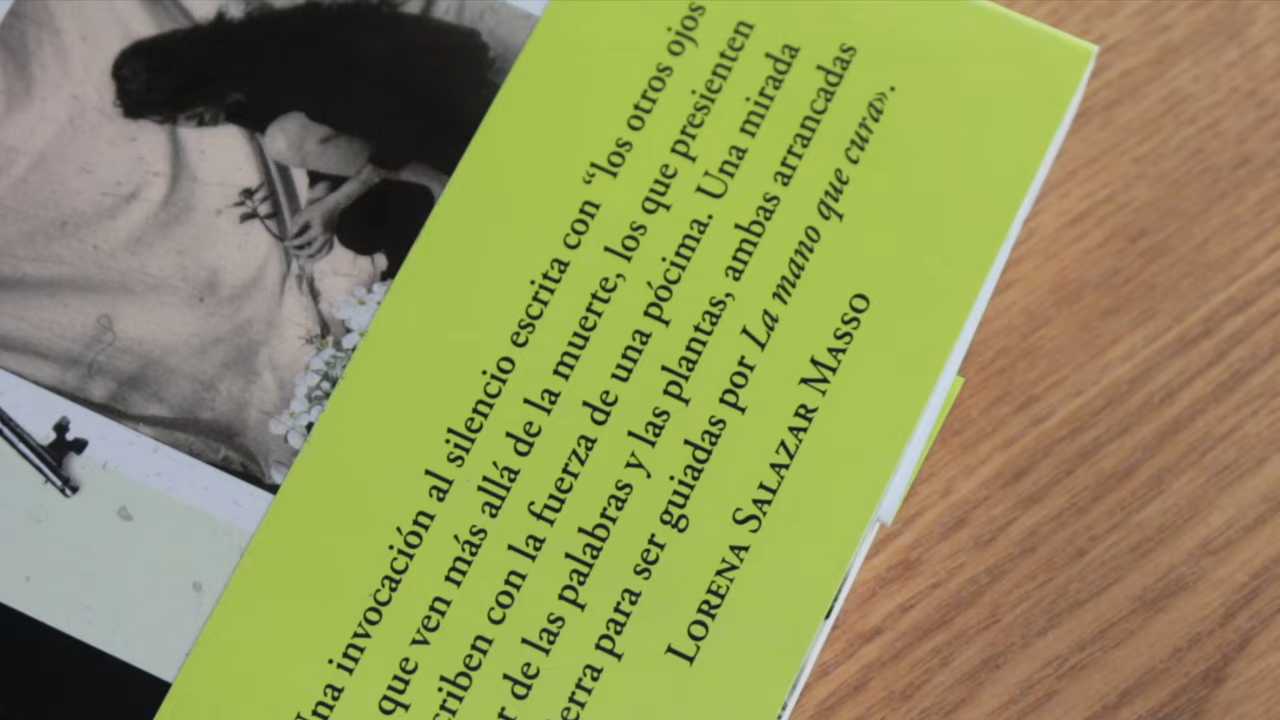 Una invocación al silencio escrita con “los otros ojos
que ven más allá de la muerte, los que presienten
criben con la fuerza de una pócima. Una mirada
r de las palabras y las plantas, ambas arrancadas
ierra para ser guiadas por La mano que cura».
LORENA SALAZAR MASSO